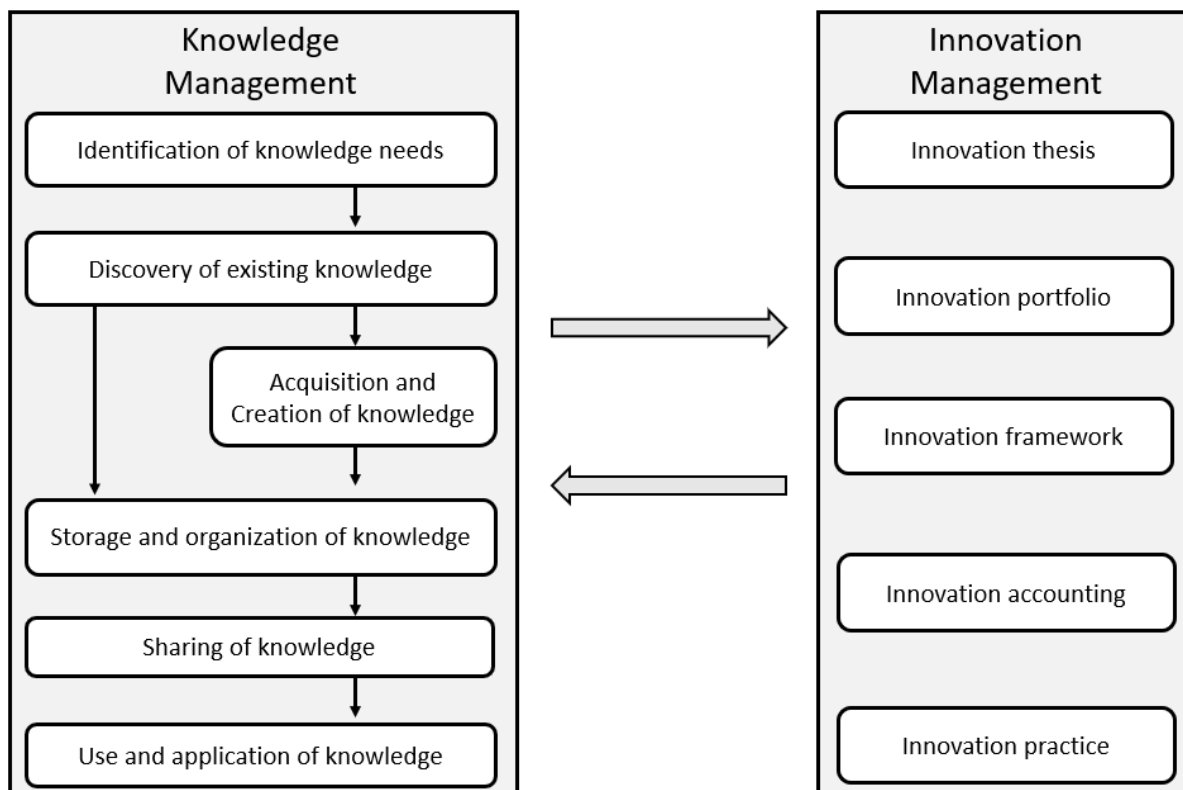 Knowledge
Management
Identification of knowledge needs
Discovery of existing knowledge
Acquisition and
Creation of knowledge
Storage and organization of knowledge
Sharing of knowledge
Use and application of knowledge
Innovation
Management
Innovation thesis
Innovation portfolio
Innovation framework
Innovation accounting
Innovation practice